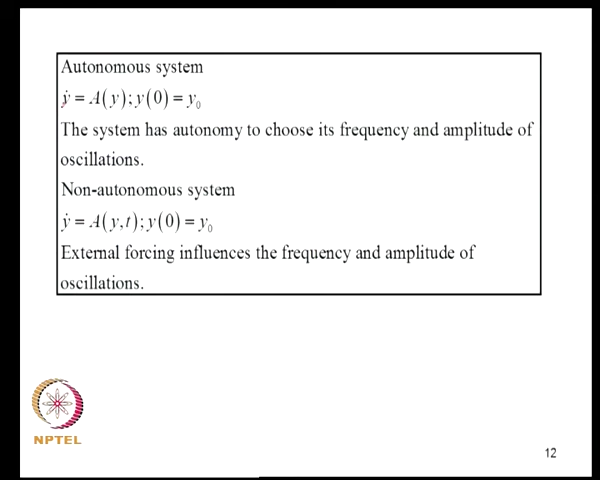 Autonomous system
ẏ = A(y); y(0) = y₀
The system has autonomy to choose its frequency and amplitude of
oscillations.
Non-autonomous system
ẏ = A(y,t); y(0) = y₀
External forcing influences the frequency and amplitude of
oscillations.
NPTEL
12